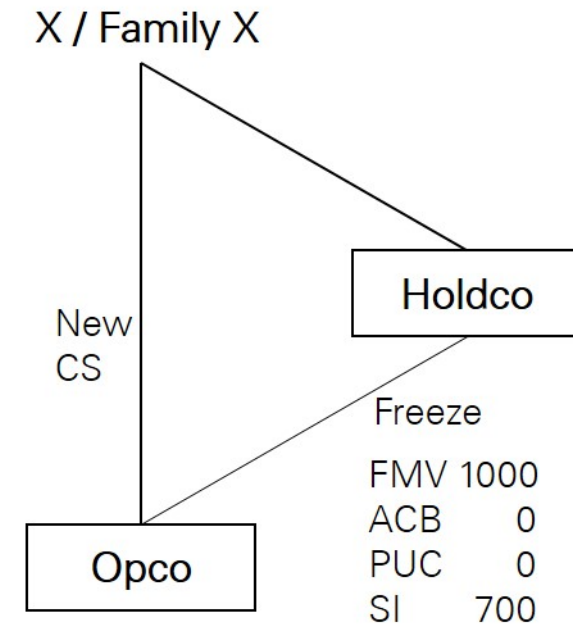 X / Family X
Holdco
New
CS
Freeze
FMV 1000
ACB 0
PUC 0
SI 700
Opco